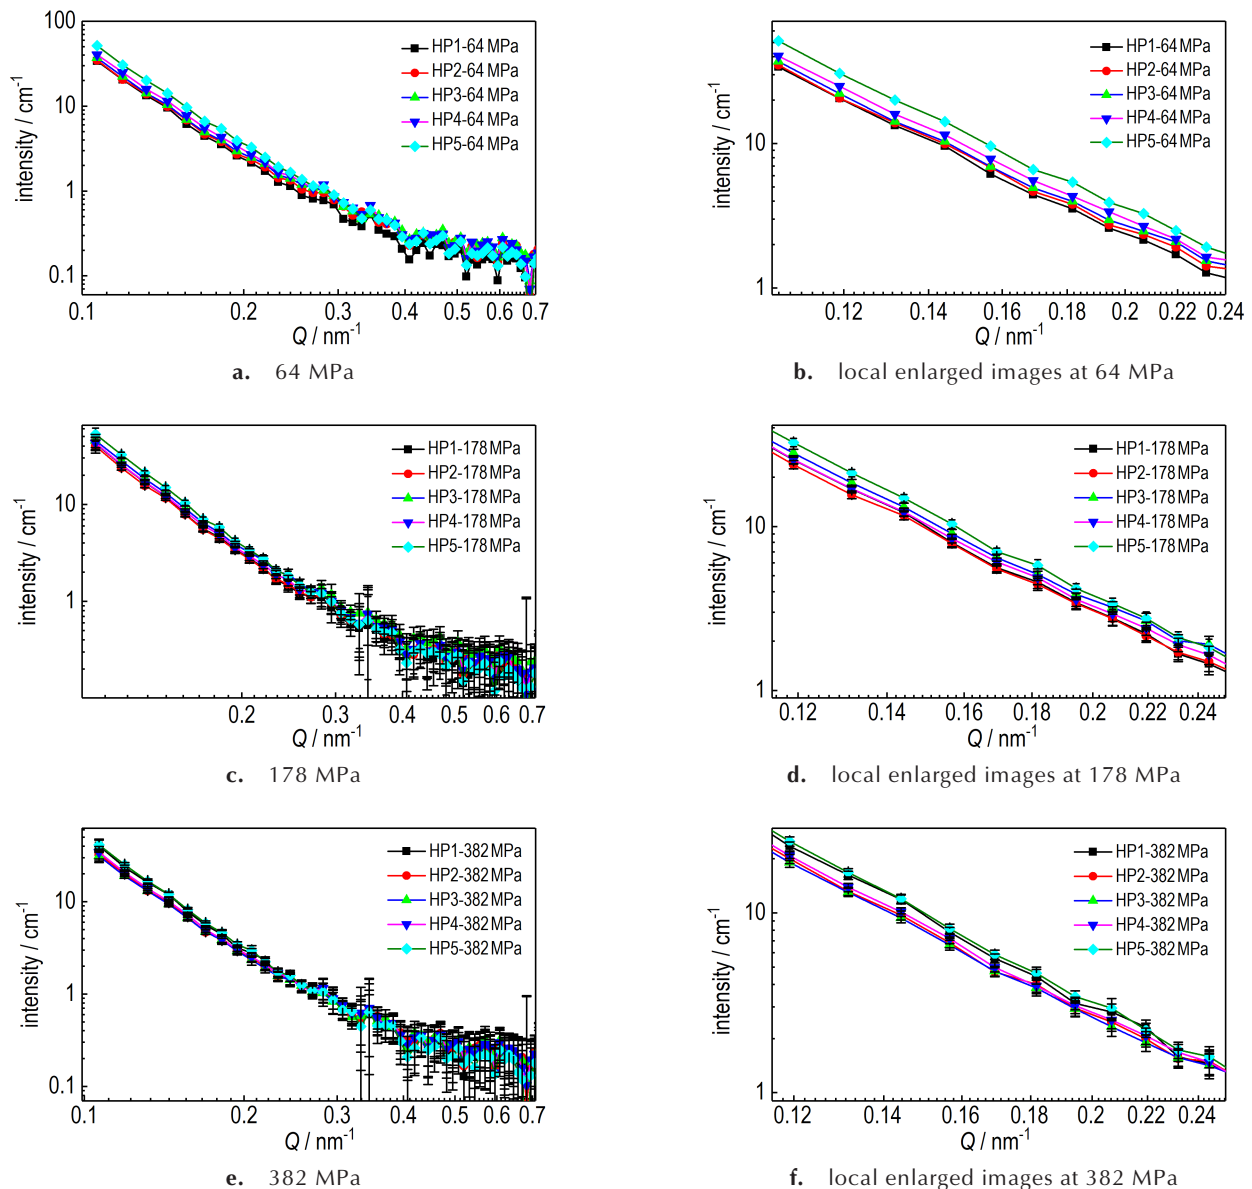 100
10
1
0.1
intensity / cm-1
HP1-64 MPa
HP2-64 MPa
HP3-64 MPa
HP4-64 MPa
HP5-64 MPa
0.1 0.2 0.3 0.4 0.5 0.6 0.7
Q / nm-1
a. 64 MPa
10
1
intensity / cm-1
HP1-64 MPa
HP2-64 MPa
HP3-64 MPa
HP4-64 MPa
HP5-64 MPa
0.12 0.14 0.16 0.18 0.2 0.22 0.24
Q / nm-1
b. local enlarged images at 64 MPa
10
1
intensity / cm-1
HP1-178 MPa
HP2-178 MPa
HP3-178 MPa
HP4-178 MPa
HP5-178 MPa
0.2 0.3 0.4 0.5 0.6 0.7
Q / nm-1
c. 178 MPa
10
1
intensity / cm-1
HP1-178 MPa
HP2-178 MPa
HP3-178 MPa
HP4-178 MPa
HP5-178 MPa
0.12 0.14 0.16 0.18 0.2 0.22 0.24
Q / nm-1
d. local enlarged images at 178 MPa
10
1
0.1
intensity / cm-1
HP1-382 MPa
HP2-382 MPa
HP3-382 MPa
HP4-382 MPa
HP5-382 MPa
0.1 0.2 0.3 0.4 0.5 0.6 0.7
Q / nm-1
e. 382 MPa
10
1
intensity / cm-1
HP1-382 MPa
HP2-382 MPa
HP3-382 MPa
HP4-382 MPa
HP5-382 MPa
0.12 0.14 0.16 0.18 0.2 0.22 0.24
Q / nm-1
f. local enlarged images at 382 MPa